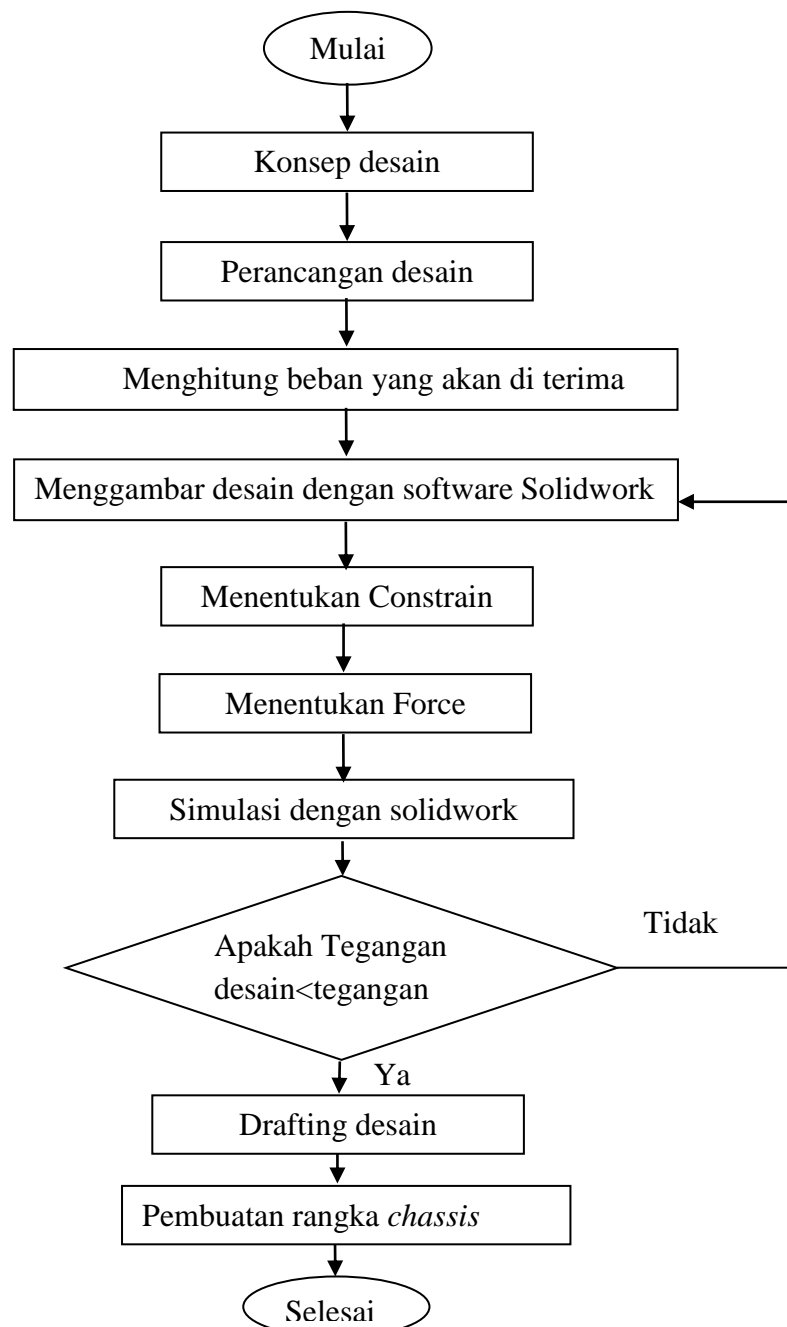 Mulai
Konsep desain
Perancangan desain
Menghitung beban yang akan di terima
Menggambar desain dengan software Solidwork
Menentukan Constrain
Menentukan Force
Simulasi dengan solidwork
Apakah Tegangan
desain<tegangan
Tidak
Ya
Drafting desain
Pembuatan rangka chassis
Selesai